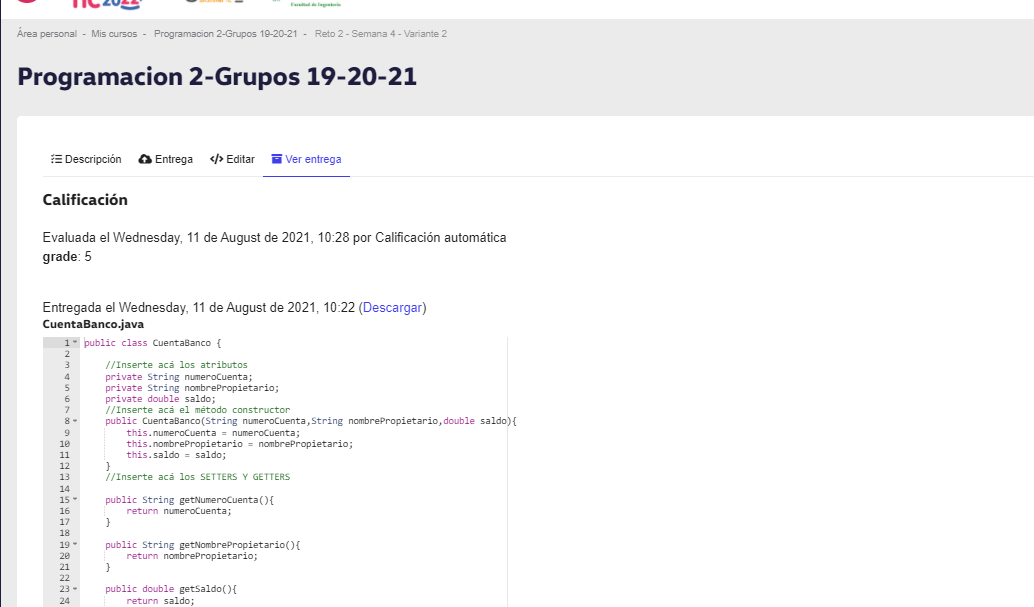 TIC2022
Facultad de Ingeniería
Área personal - Mis cursos - Programacion 2-Grupos 19-20-21 - Reto 2 - Semana 4 - Variante 2
Programacion 2-Grupos 19-20-21
Descripción Entrega </> Editar Ver entrega
Calificación
Evaluada el Wednesday, 11 de August de 2021, 10:28 por Calificación automática
grade: 5
Entregada el Wednesday, 11 de August de 2021, 10:22 (Descargar)
CuentaBanco.java
1 public class CuentaBanco {
2
3 //Inserte acá los atributos
4 private String numeroCuenta;
5 private String nombrePropietario;
6 private double saldo;
7 //Inserte acá el método constructor
8 public CuentaBanco(String numeroCuenta,String nombrePropietario,double saldo){
9 this.numeroCuenta = numeroCuenta;
10 this.nombrePropietario = nombrePropietario;
11 this.saldo = saldo;
12 }
13 //Inserte acá los SETTERS Y GETTERS
14
15 public String getNumeroCuenta(){
16 return numeroCuenta;
17 }
18
19 public String getNombrePropietario(){
20 return nombrePropietario;
21 }
22
23 public double getSaldo(){
24 return saldo;